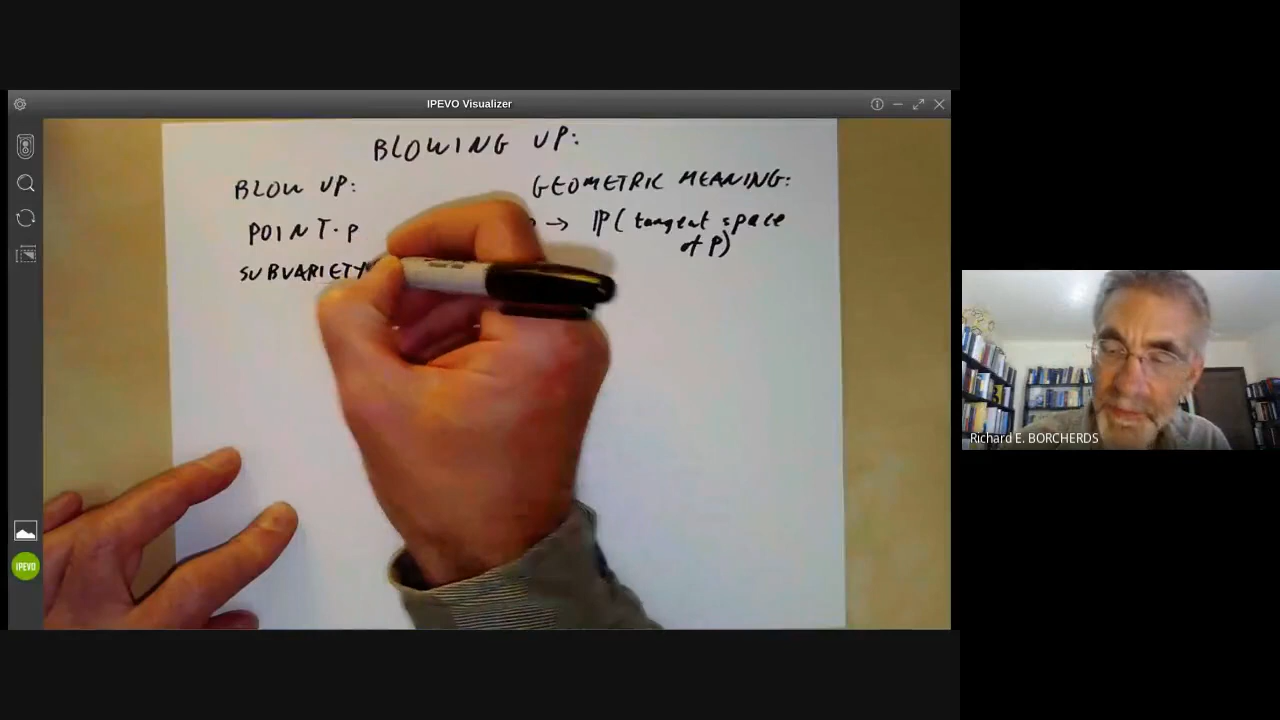 IPEVO Visualizer
BLOWING UP:
BLOW UP:
GEOMETRIC MEANING:
POINT. p
→ ℙ( tangent space
of p)
SUBVARIETY
IPEVO
Richard E. BORCHERDS